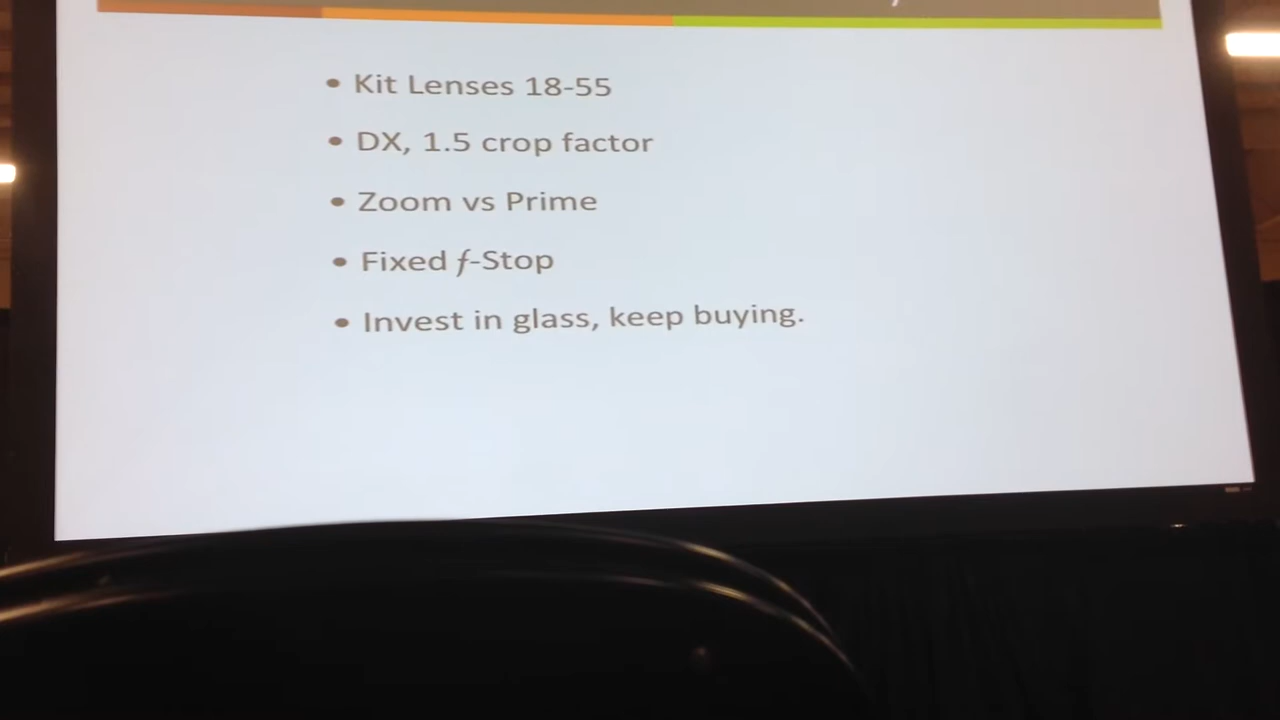 • Kit Lenses 18-55
• DX, 1.5 crop factor
• Zoom vs Prime
• Fixed f-Stop
• Invest in glass, keep buying.